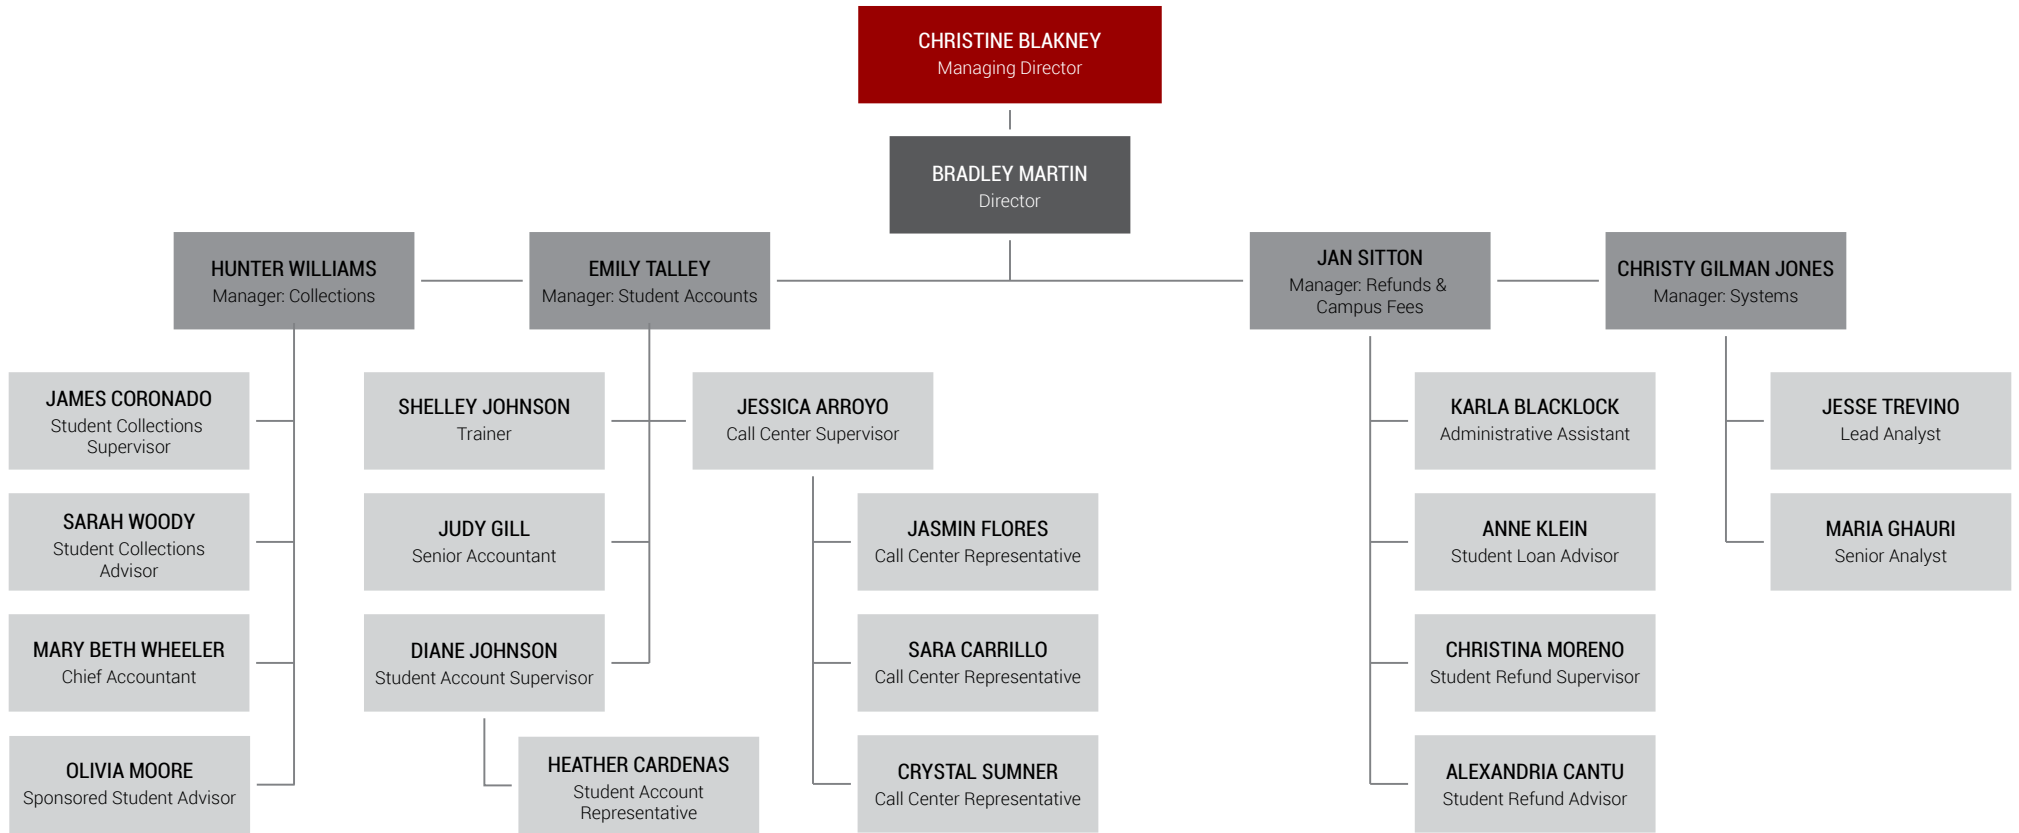 CHRISTINE BLAKNEY
Managing Director
BRADLEY MARTIN
Director
HUNTER WILLIAMS
Manager: Collections
EMILY TALLEY
Manager: Student Accounts
JAN SITTON
Manager: Refunds &
Campus Fees
CHRISTY GILMAN JONES
Manager: Systems
JAMES CORONADO
Student Collections
Supervisor
SHELLEY JOHNSON
Trainer
JESSICA ARROYO
Call Center Supervisor
KARLA BLACKLOCK
Administrative Assistant
JESSE TREVINO
Lead Analyst
SARAH WOODY
Student Collections
Advisor
JUDY GILL
Senior Accountant
JASMIN FLORES
Call Center Representative
ANNE KLEIN
Student Loan Advisor
MARIA GHAURI
Senior Analyst
MARY BETH WHEELER
Chief Accountant
DIANE JOHNSON
Student Account Supervisor
SARA CARRILLO
Call Center Representative
CHRISTINA MORENO
Student Refund Supervisor
OLIVIA MOORE
Sponsored Student Advisor
HEATHER CARDENAS
Student Account
Representative
CRYSTAL SUMNER
Call Center Representative
ALEXANDRIA CANTU
Student Refund Advisor